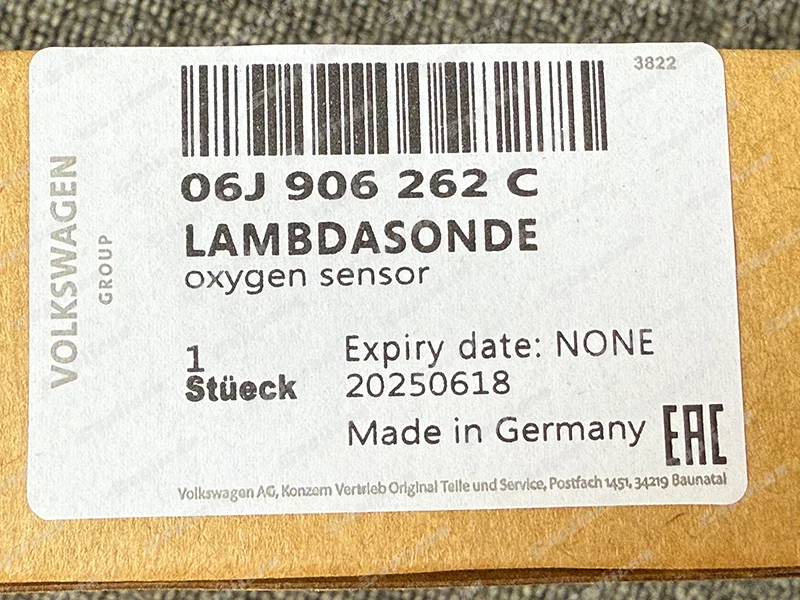 3822
06J 906 262 C
LAMBDASONDE
oxygen sensor
VOLKSWAGEN
GROUP
1
Stüeck
Expiry date: NONE
20250618
Made in Germany
EAC
Volkswagen AG, Konzern Vertrieb Original Teile und Service, Postfach 1451, 34219 Baunatal